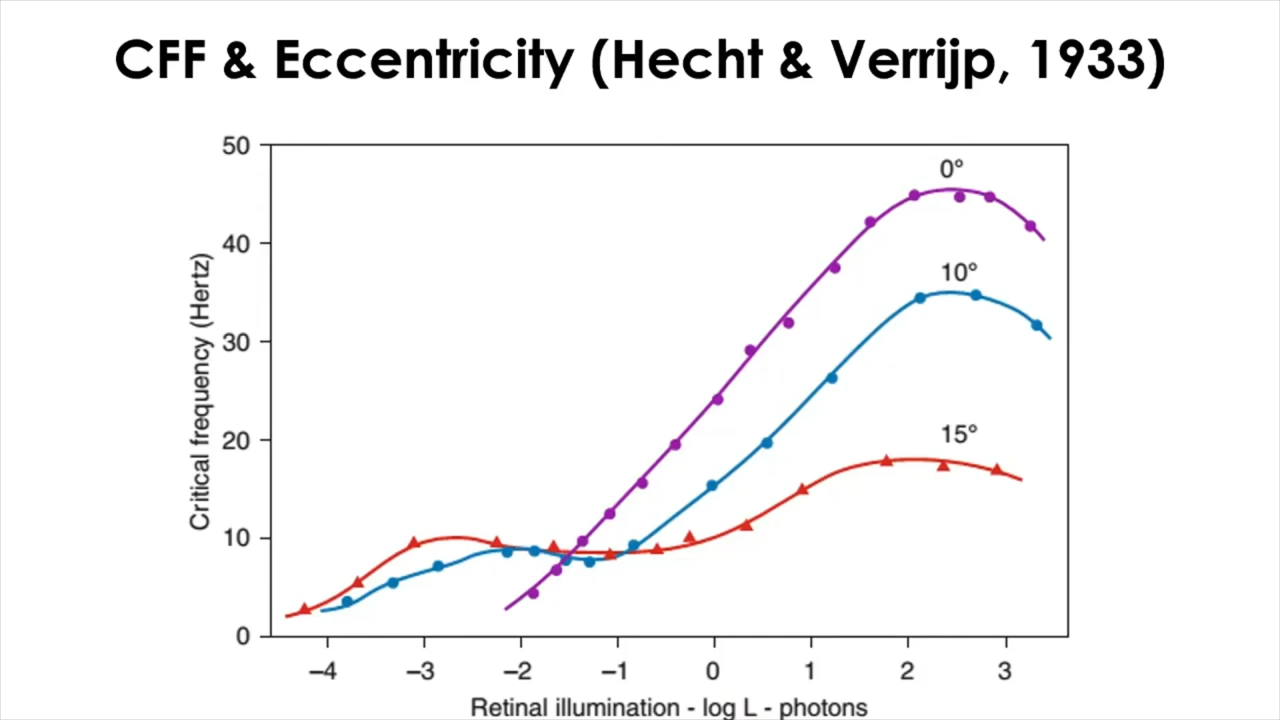 CFF & Eccentricity (Hecht & Verrijp, 1933)
50
40
30
20
10
0
Critical frequency (Hertz)
0°
10°
15°
–4 –3 –2 –1 0 1 2 3
Retinal illumination - log L - photons